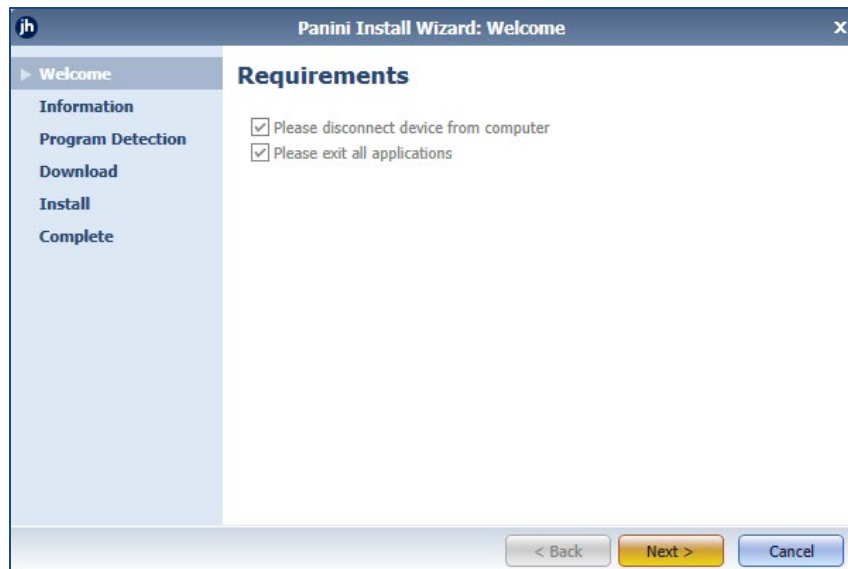 jh
Panini Install Wizard: Welcome
X
Welcome
Information
Program Detection
Download
Install
Complete
Requirements
Please disconnect device from computer
Please exit all applications
< Back
Next >
Cancel